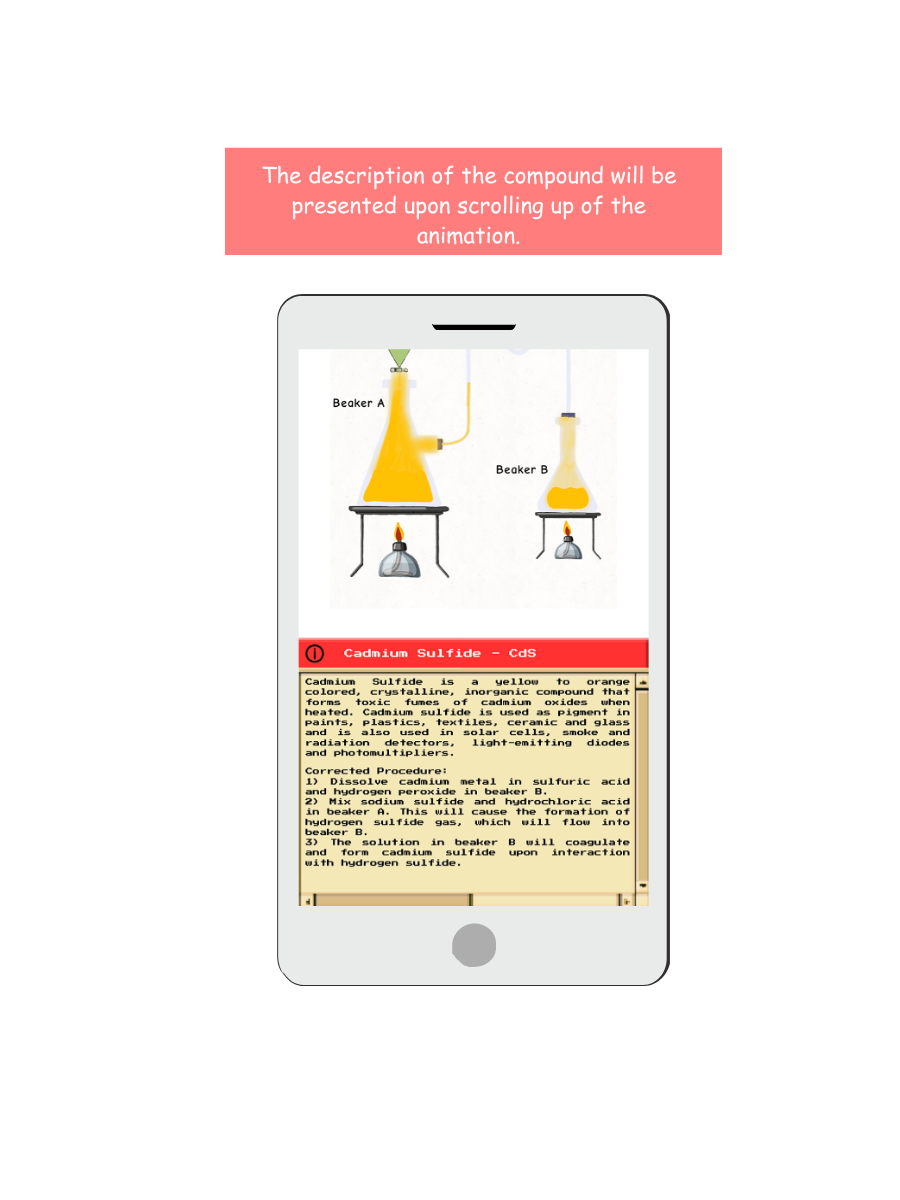 The description of the compound will be
presented upon scrolling up of the
animation.
Beaker A
Beaker B
Cadmium Sulfide - CdS
Cadmium Sulfide is a yellow to orange
colored, crystalline, inorganic compound that
forms toxic fumes of cadmium oxides when
heated. Cadmium sulfide is used as pigment in
paints, plastics, textiles, ceramic and glass
and is also used in solar cells, smoke and
radiation detectors, light-emitting diodes
and photomultipliers.
Corrected Procedure:
1) Dissolve cadmium metal in sulfuric acid
and hydrogen peroxide in beaker B.
2) Mix sodium sulfide and hydrochloric acid
in beaker A. This will cause the formation of
hydrogen sulfide gas, which will flow into
beaker B.
3) The solution in beaker B will coagulate
and form cadmium sulfide upon interaction
with hydrogen sulfide.